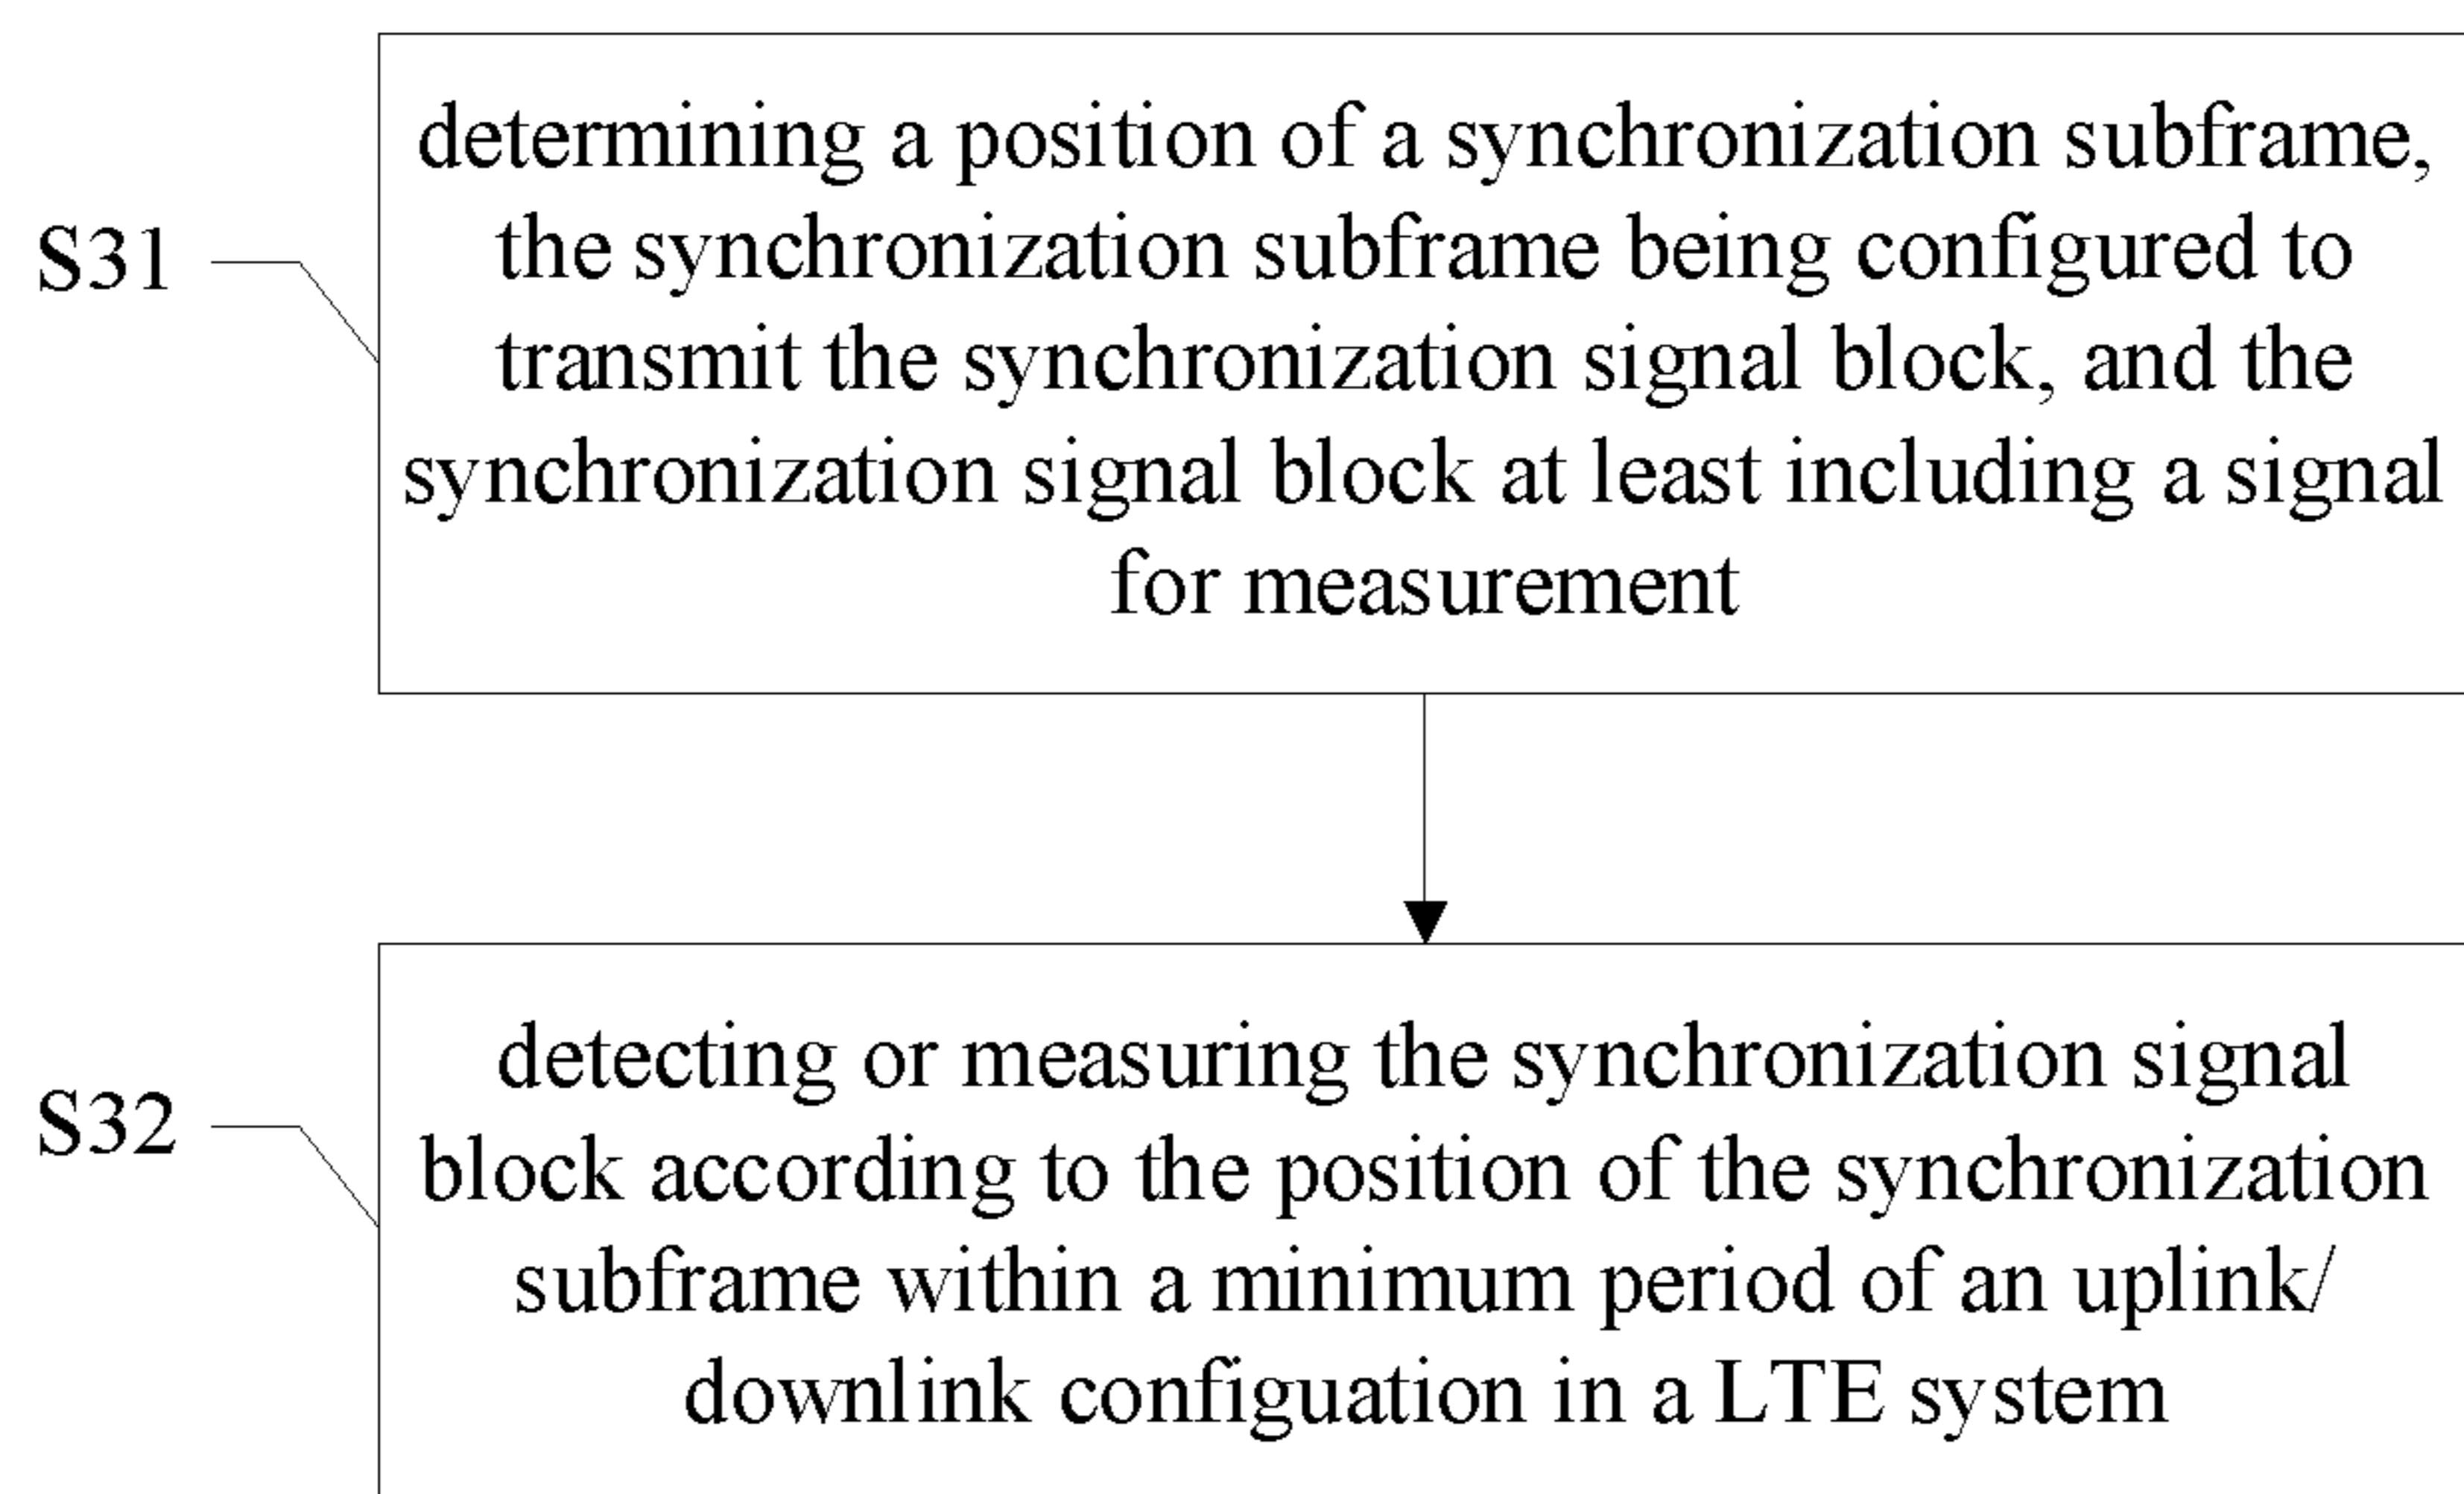 determining a position of a synchronization subframe,
the synchronization subframe being configured to
S31
transmit the synchronization signal block, and the
synchronization signal block at least including a signal
for measurement
detecting or measuring the synchronization signal
S32
block according to the position of the synchronization
subframe within a minimum period of an uplink/
downlink configuation in a LTE system